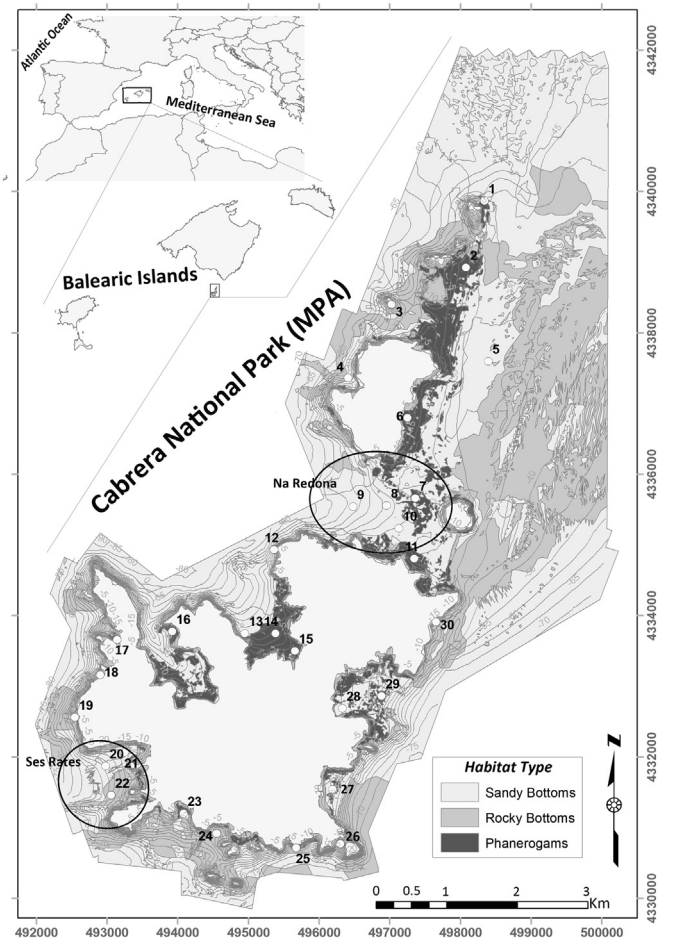 Atlantic Ocean
Mediterranean Sea
Balearic Islands
Cabrera National Park (MPA)
1
2
3
4
5
6
Na Redona
7
8
9
10
11
12
13 14
15
16
17
18
19
Ses Rates
20
21
22
23
24
25
26
27
28
29
30
Habitat Type
Sandy Bottoms
Rocky Bottoms
Phanerogams
N
0 0.5 1 2 3
Km
492000 493000 494000 495000 496000 497000 498000 499000 500000
4342000
4340000
4338000
4336000
4334000
4332000
4330000